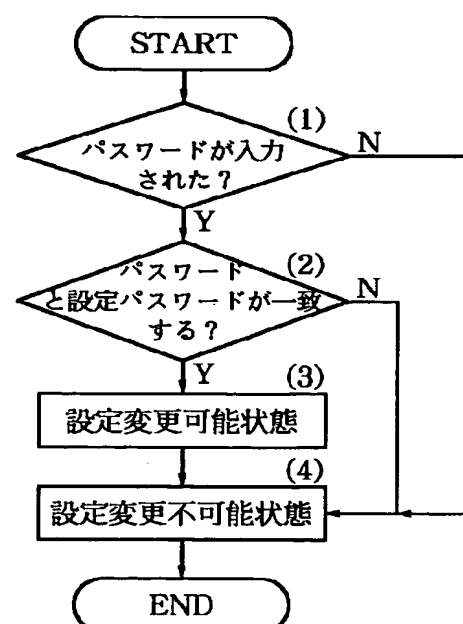 START
(1)
パスワードが入力
された?
N
Y
(2)
パスワード
と設定パスワードが一致
する?
N
Y
(3)
設定変更可能状態
(4)
設定変更不可能状態
END